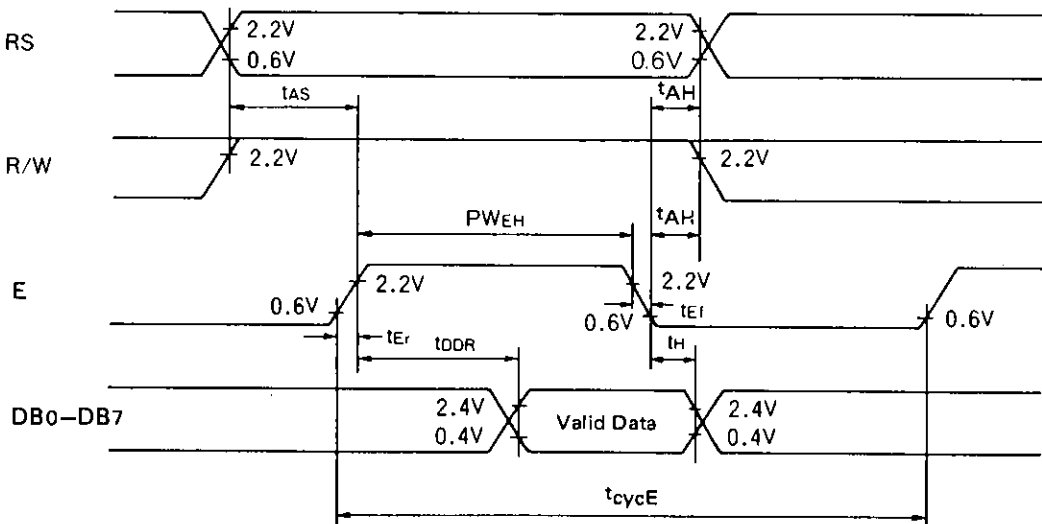 RS
2.2V
0.6V
2.2V
0.6V
tAS
tAH
R/W
2.2V
2.2V
PWEH
tAH
E
0.6V
2.2V
2.2V
0.6V
tEf
0.6V
tEr
tDDR
tH
DB0–DB7
2.4V
0.4V
Valid Data
2.4V
0.4V
tcycE